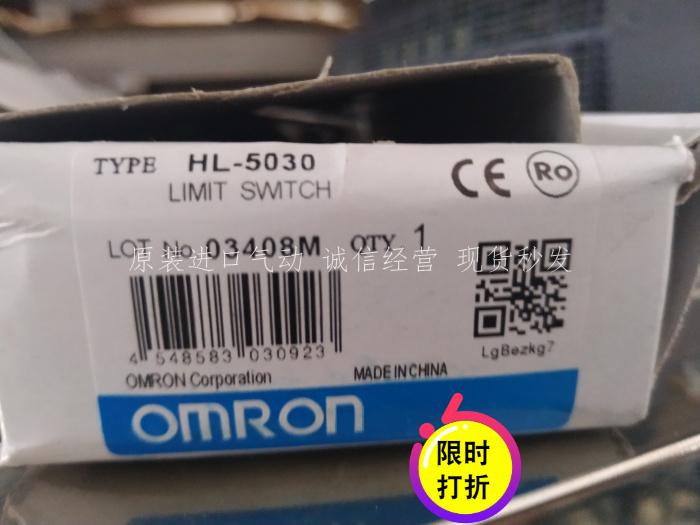 TYPE HL-5030
LIMIT SWITCH
CE Ro
LOT No. 03408M QTY 1
原装进口气动 诚信经营 现货秒发
4 548583 030923
LgBezkg7
OMRON Corporation MADE IN CHINA
OMRON
限时
打折